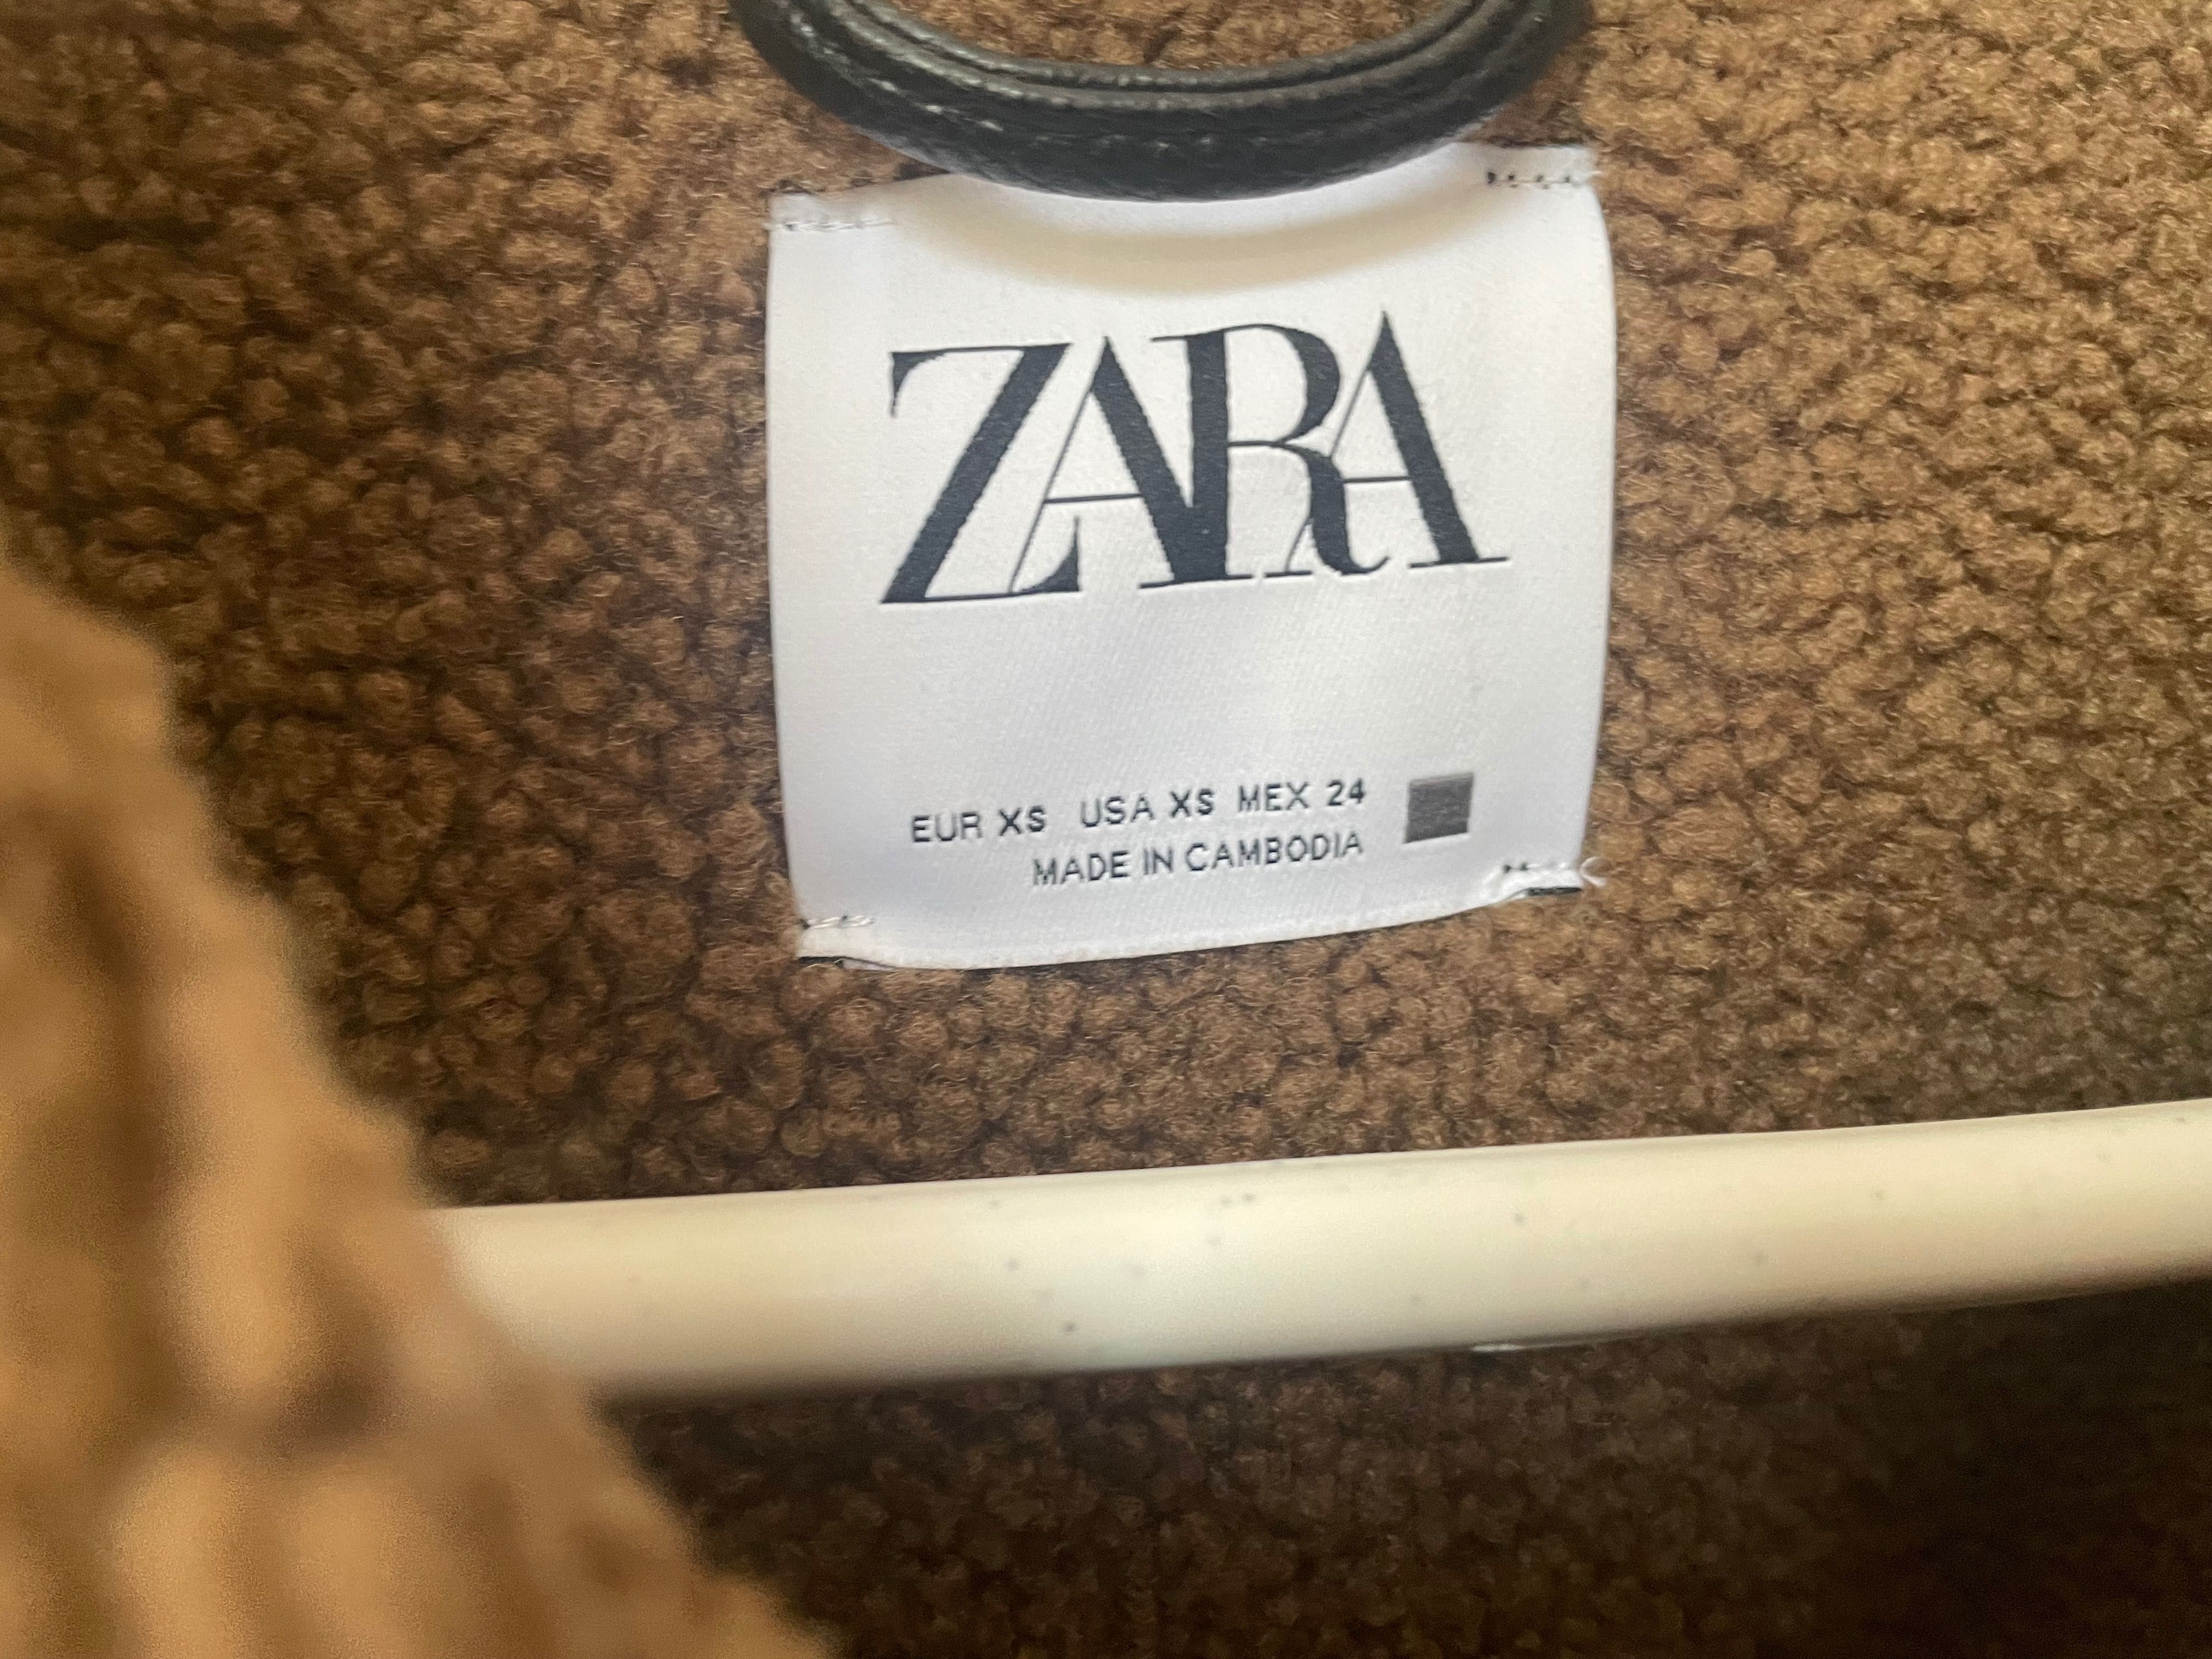 ZARA
EUR XS USA XS MEX 24
MADE IN CAMBODIA